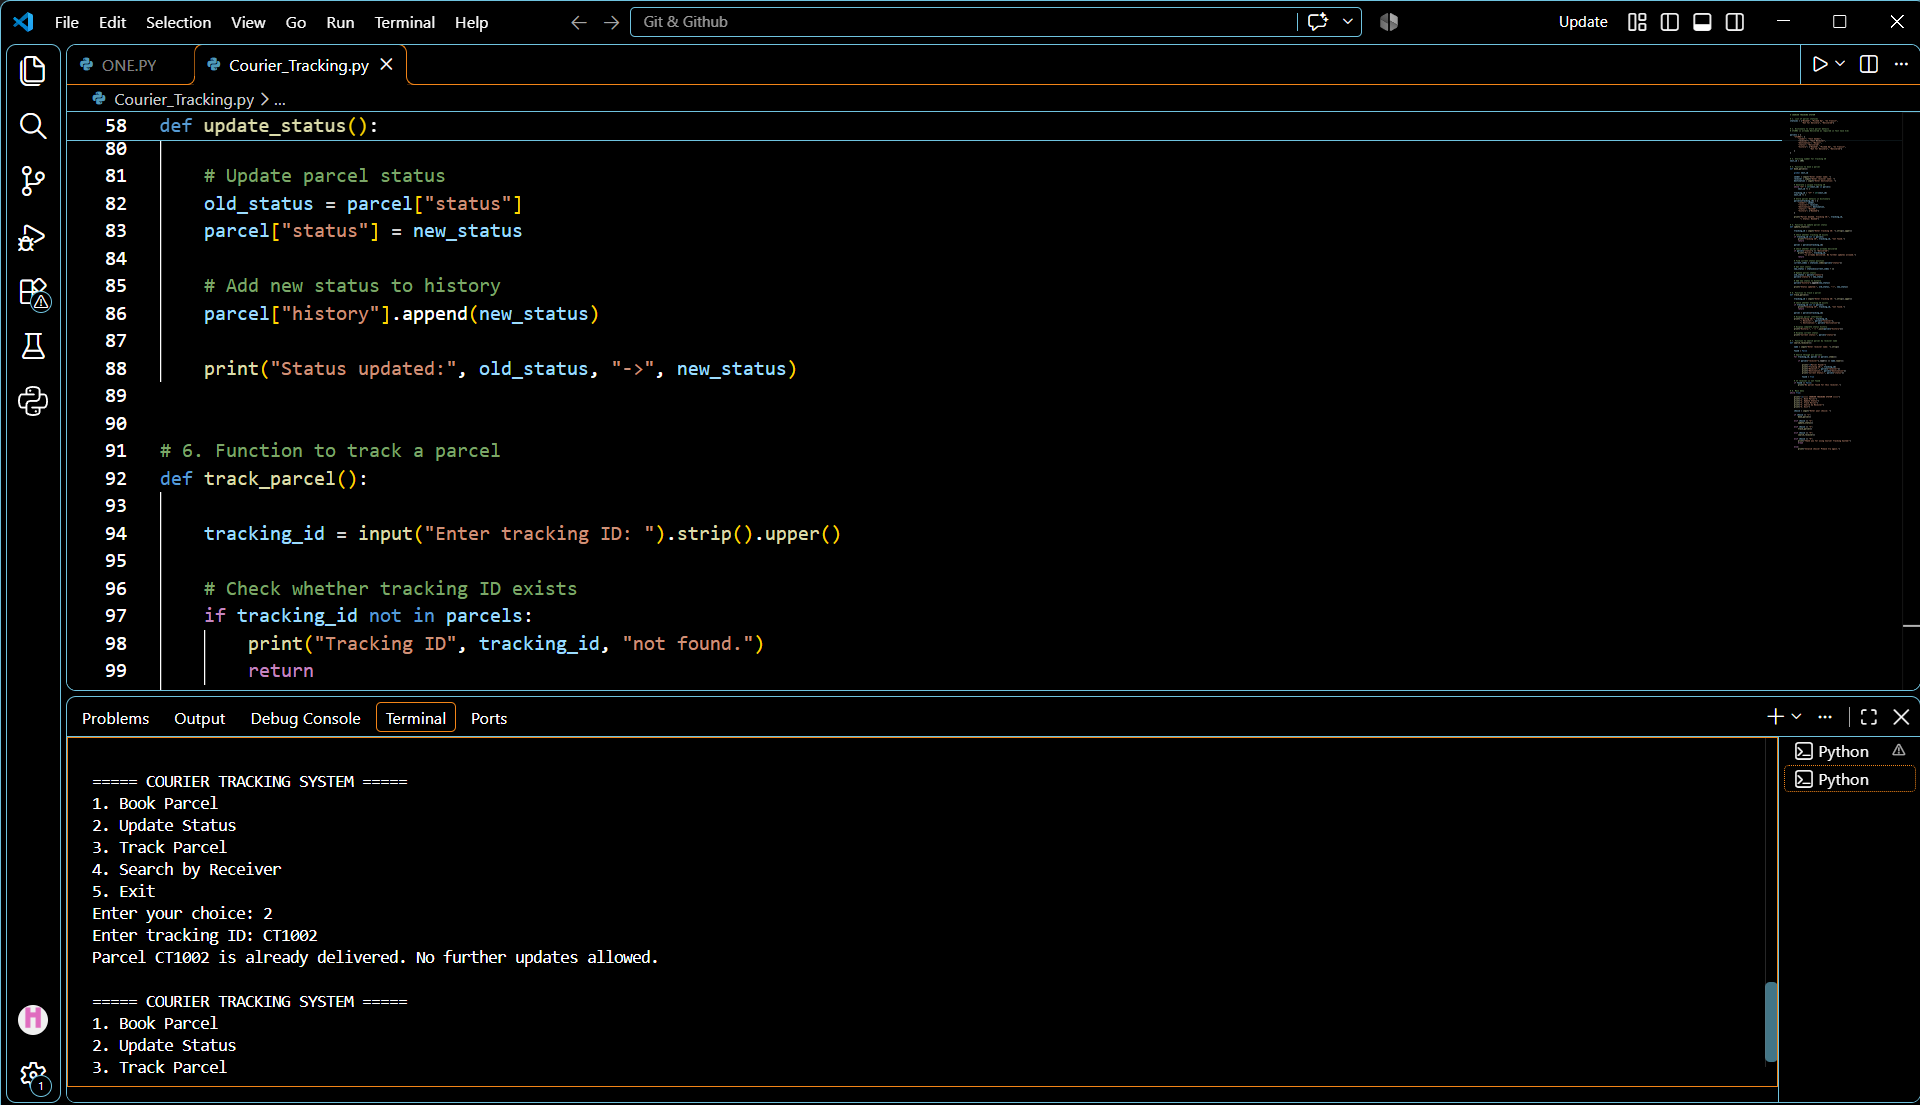 File Edit Selection View Go Run Terminal Help
Git & Github
Update
ONE.PY
Courier_Tracking.py
Courier_Tracking.py > ...
58 def update_status():
80
81 # Update parcel status
82 old_status = parcel["status"]
83 parcel["status"] = new_status
84
85 # Add new status to history
86 parcel["history"].append(new_status)
87
88 print("Status updated:", old_status, "->", new_status)
89
90
91 # 6. Function to track a parcel
92 def track_parcel():
93
94 tracking_id = input("Enter tracking ID: ").strip().upper()
95
96 # Check whether tracking ID exists
97 if tracking_id not in parcels:
98 print("Tracking ID", tracking_id, "not found.")
99 return
Problems Output Debug Console Terminal Ports
===== COURIER TRACKING SYSTEM =====
1. Book Parcel
2. Update Status
3. Track Parcel
4. Search by Receiver
5. Exit
Enter your choice: 2
Enter tracking ID: CT1002
Parcel CT1002 is already delivered. No further updates allowed.
===== COURIER TRACKING SYSTEM =====
1. Book Parcel
2. Update Status
3. Track Parcel
Python
Python
H
1